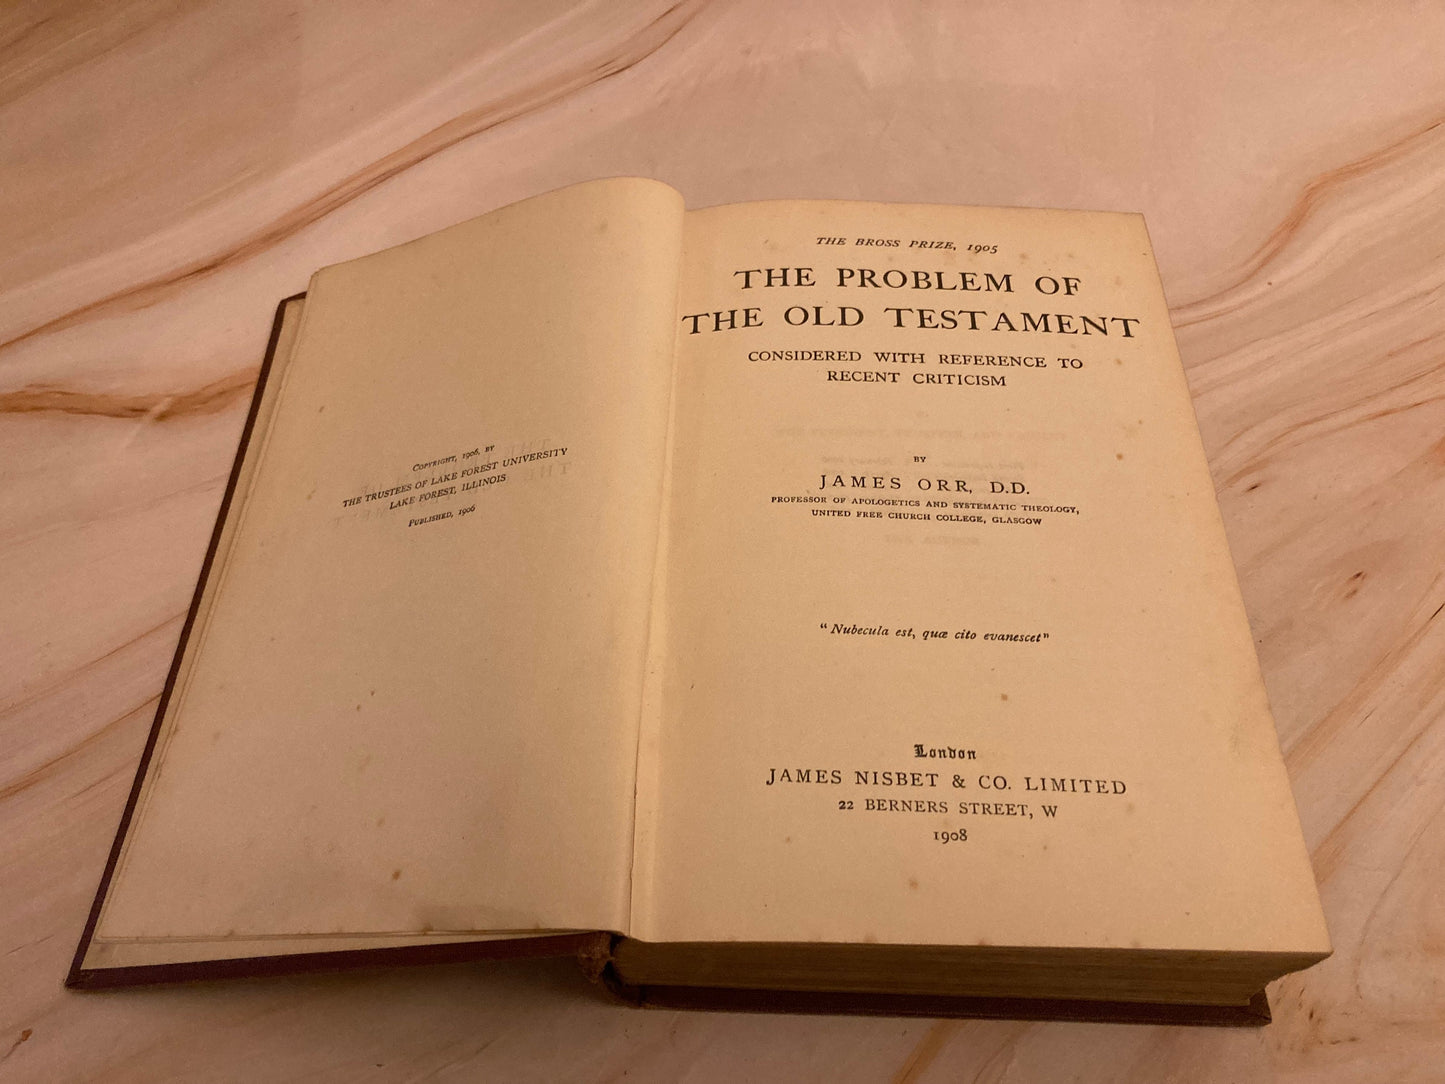 COPYRIGHT, 1906, BY
THE TRUSTEES OF LAKE FOREST UNIVERSITY
LAKE FOREST, ILLINOIS
PUBLISHED, 1906
THE BROSS PRIZE, 1905
THE PROBLEM OF
THE OLD TESTAMENT
CONSIDERED WITH REFERENCE TO
RECENT CRITICISM
BY
JAMES ORR, D.D.
PROFESSOR OF APOLOGETICS AND SYSTEMATIC THEOLOGY,
UNITED FREE CHURCH COLLEGE, GLASGOW
"Nubecula est, quæ cito evanescet"
London
JAMES NISBET & CO. LIMITED
22 BERNERS STREET, W
1908